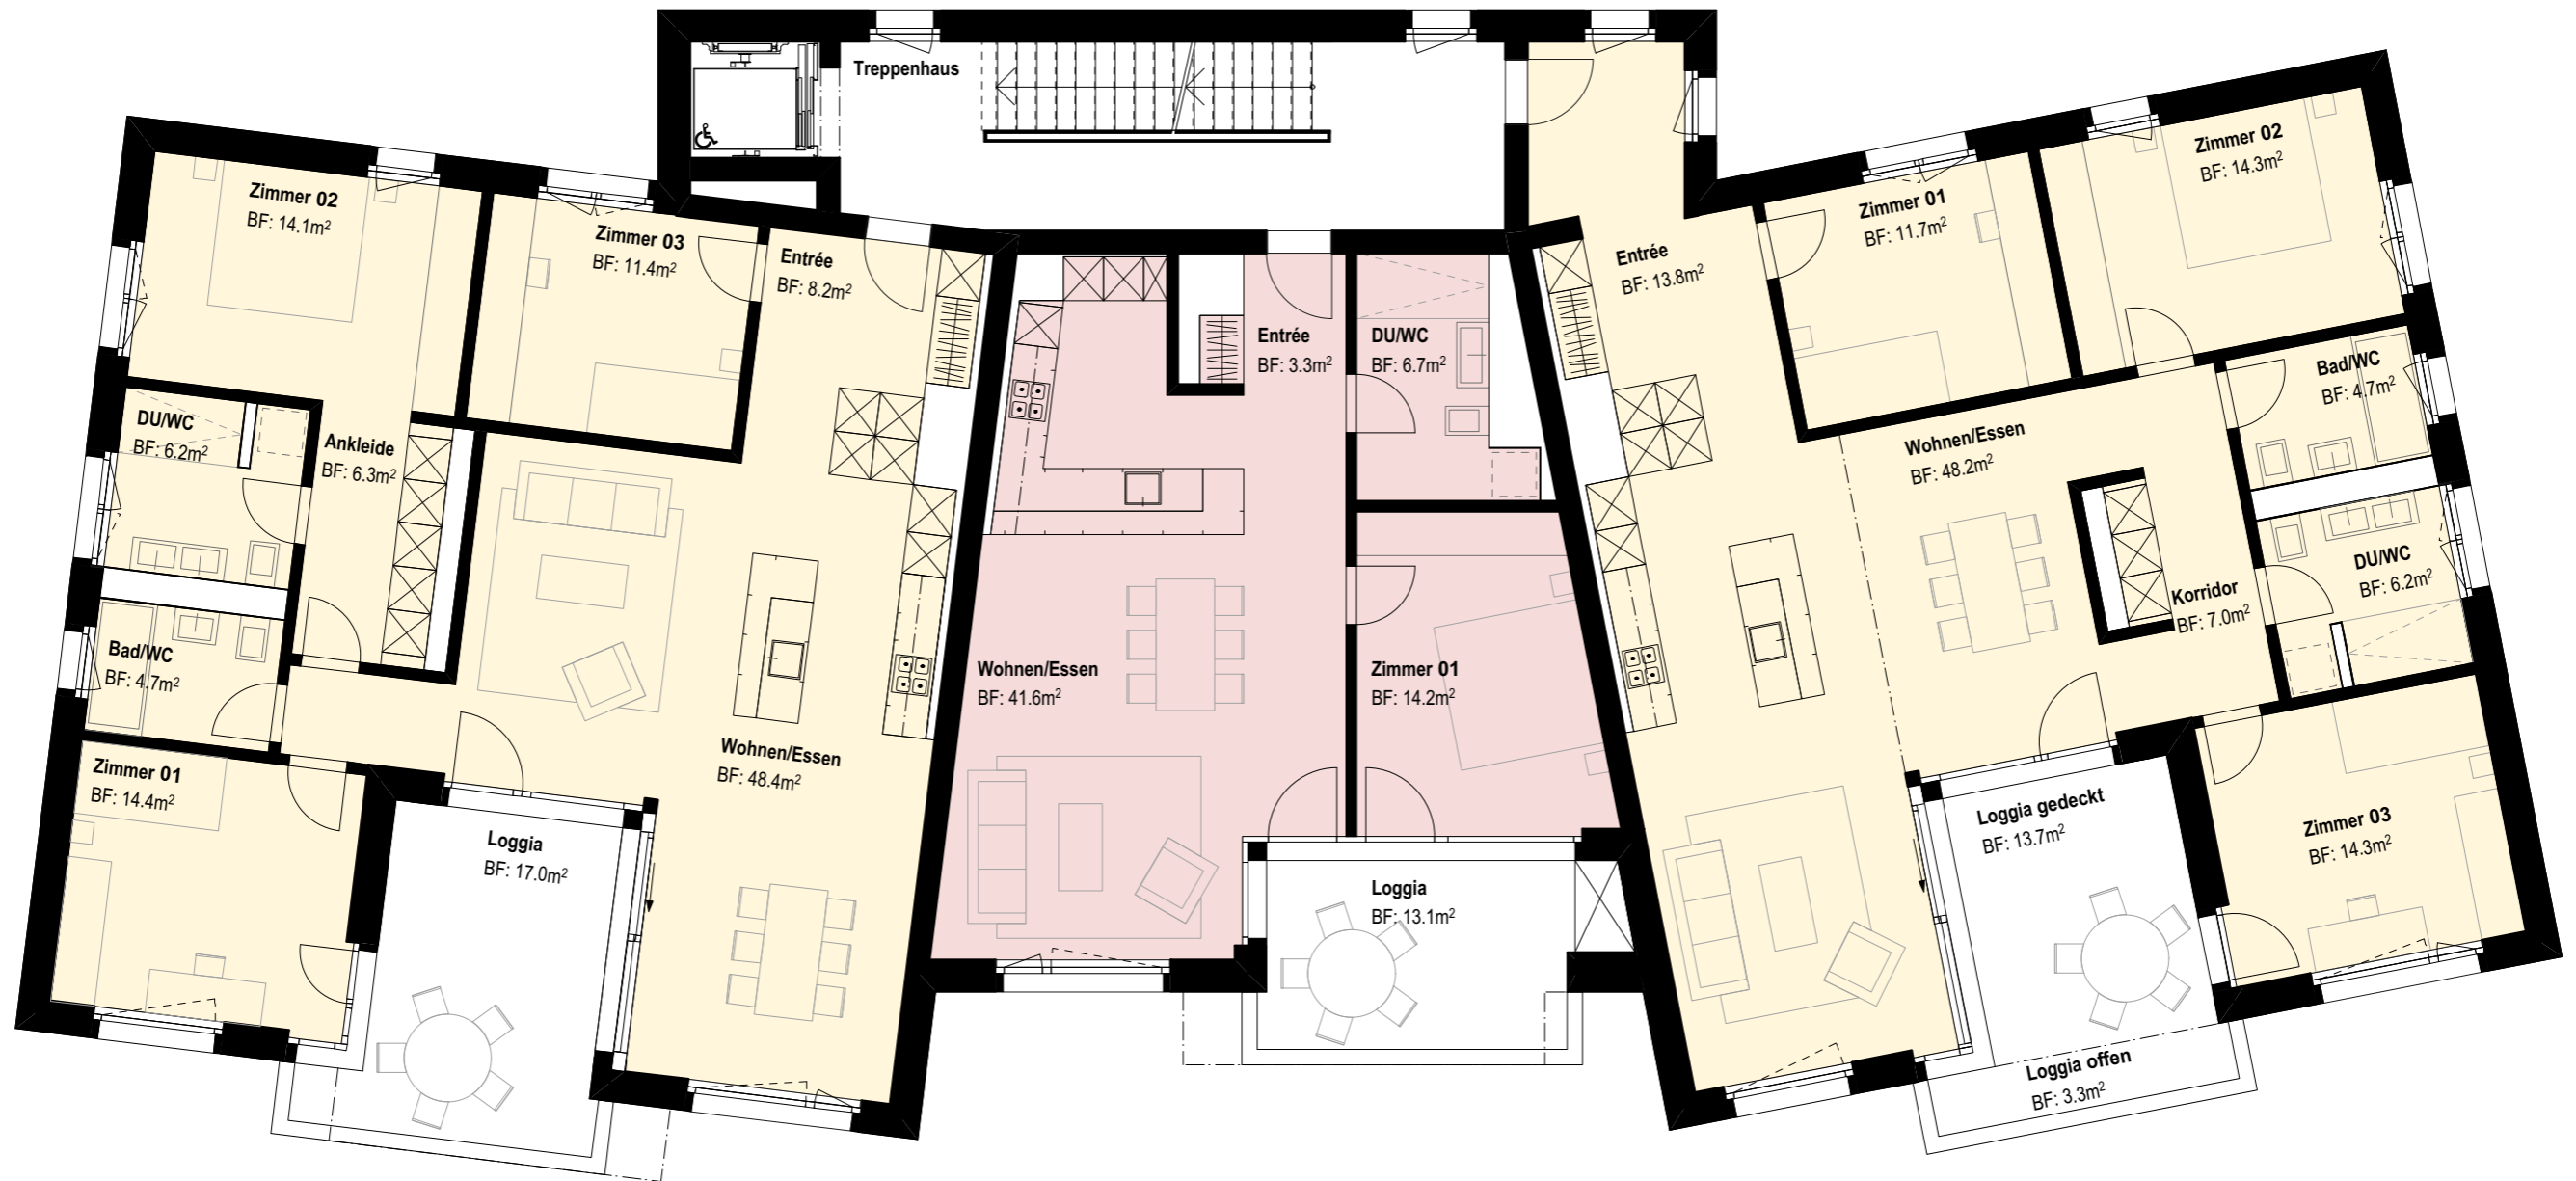 Treppenhaus
Zimmer 02
BF: 14.1m²
Zimmer 03
BF: 11.4m²
Entrée
BF: 8.2m²
DU/WC
BF: 6.2m²
Ankleide
BF: 6.3m²
Bad/WC
BF: 4.7m²
Zimmer 01
BF: 14.4m²
Loggia
BF: 17.0m²
Wohnen/Essen
BF: 48.4m²
Entrée
BF: 3.3m²
DU/WC
BF: 6.7m²
Wohnen/Essen
BF: 41.6m²
Zimmer 01
BF: 14.2m²
Loggia
BF: 13.1m²
Entrée
BF: 13.8m²
Zimmer 01
BF: 11.7m²
Zimmer 02
BF: 14.3m²
Bad/WC
BF: 4.7m²
Wohnen/Essen
BF: 48.2m²
DU/WC
BF: 6.2m²
Korridor
BF: 7.0m²
Loggia gedeckt
BF: 13.7m²
Zimmer 03
BF: 14.3m²
Loggia offen
BF: 3.3m²